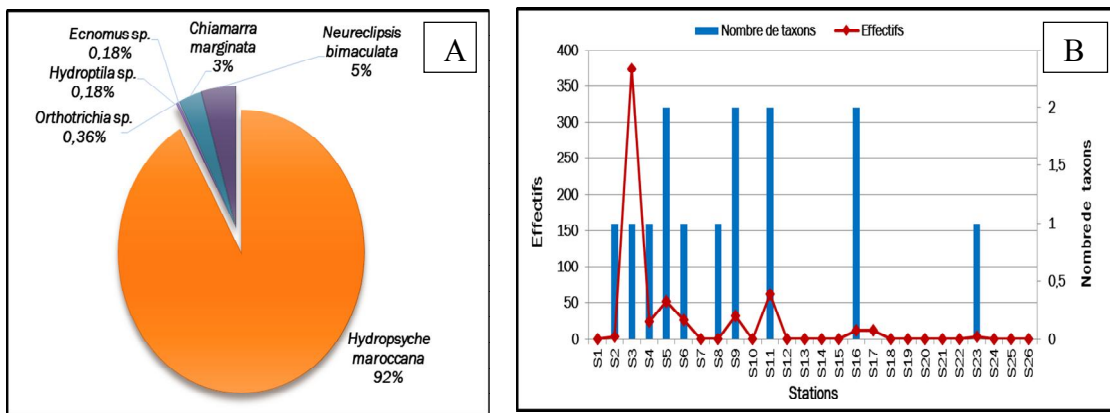 A
Ecnomus sp.
0,18%
Chiamarra
marginata
3%
Neureclipsis
bimaculata
5%
Hydroptila sp.
0,18%
Orthotrichia sp.
0,36%
Hydropsyche
maroccana
92%
B
Nombre de taxons
Effectifs
400
350
300
250
200
150
100
50
0
Effectifs
2
1,5
1
0,5
0
Nombre de taxons
S1
S2
S3
S4
S5
S6
S7
S8
S9
S10
S11
S12
S13
S14
S15
S16
S17
S18
S19
S20
S21
S22
S23
S24
S25
S26
Stations